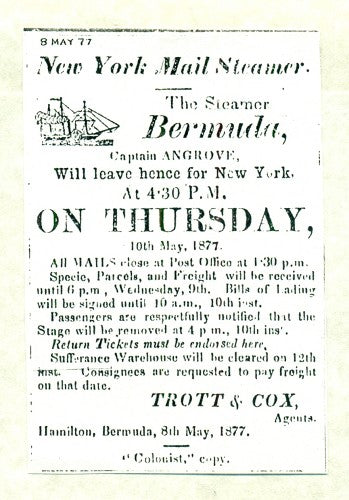 8 MAY 77
New York Mail Steamer.
The Steamer
Bermuda,
Captain ANGROVE,
Will leave hence for New York,
At 4·30 P.M.
ON THURSDAY,
10th May, 1877.
All MAILS close at Post Office at 1·30 p.m.
Specie, Parcels, and Freight will be received
until 6 p.m , Wednesday, 9th. Bills of Lading
will be signed until 10 a.m., 10th inst.
Passengers are respectfully notified that the
Stage will be removed at 4 p m., 10th ins'.
Return Tickets must be endorsed here,
Sufferance Warehouse will be cleared on 12th
inst. — Consignees are requested to pay freight
on that date.
TROTT & COX,
Agents.
Hamilton, Bermuda, 8th May, 1877.
"Colonist," copy.